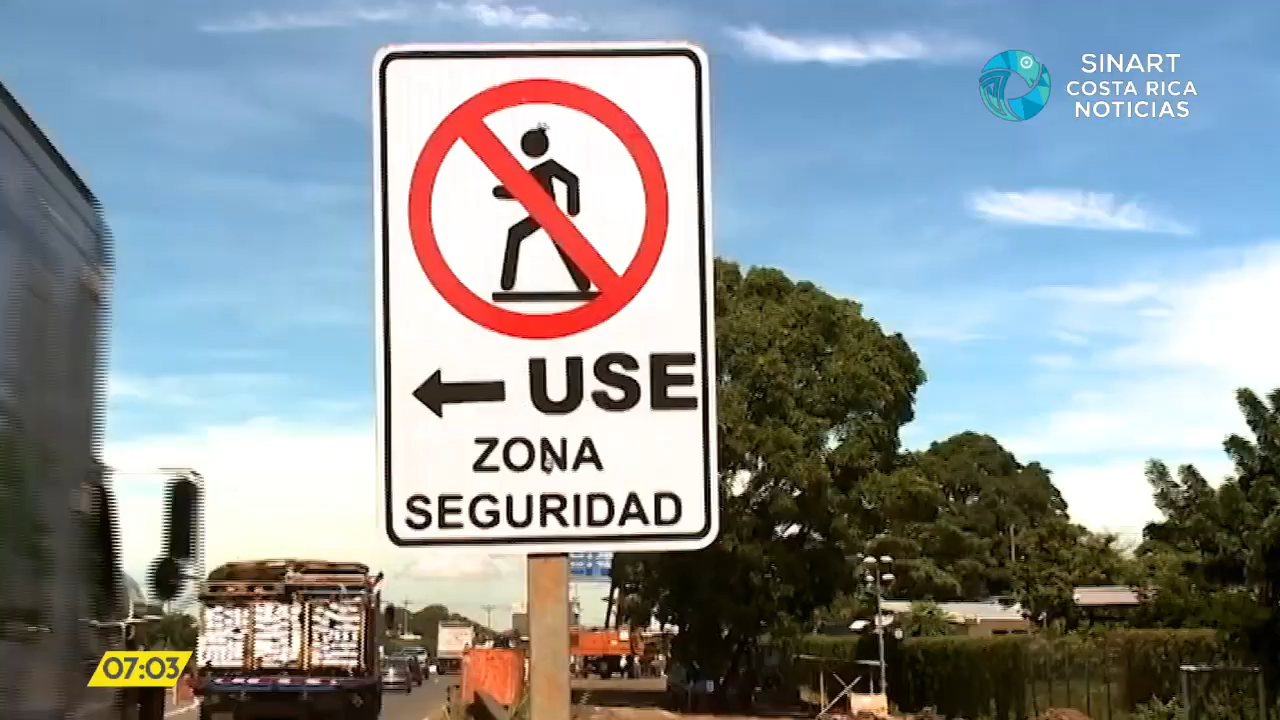 SINART
COSTA RICA
NOTICIAS
USE
ZONA
SEGURIDAD
07:03